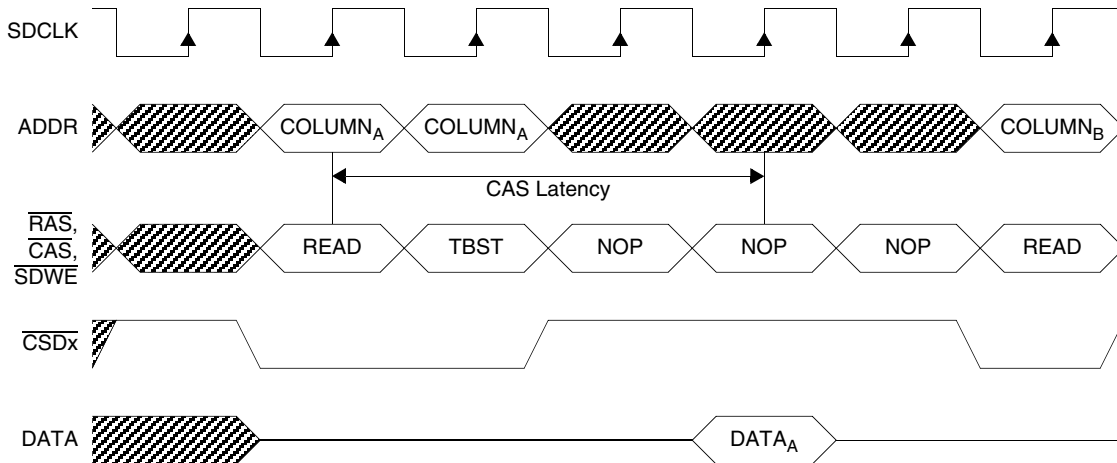 SDCLK
ADDR COLUMNA COLUMNA COLUMNB
CAS Latency
RAS,
CAS,
SDWE
READ TBST NOP NOP NOP READ
CSDx
DATA DATAA